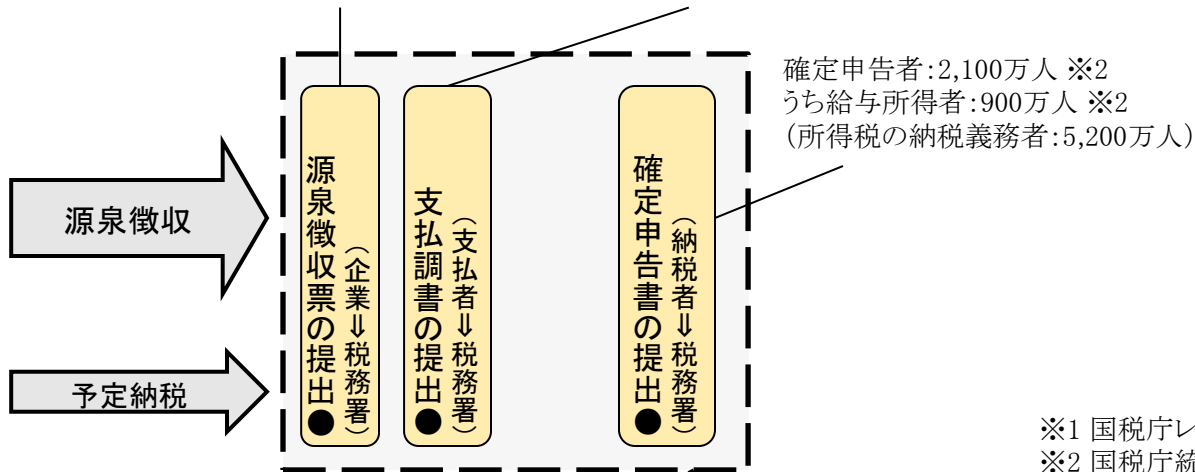 確定申告者:2,100万人 ※2
うち給与所得者:900万人 ※2
(所得税の納税義務者:5,200万人)
源泉徴収
予定納税
源泉徴収票の提出●
(企業⇒税務署)
支払調書の提出●
(支払者⇒税務署)
確定申告書の提出●
(納税者⇒税務署)
※1 国税庁レ
※2 国税庁統